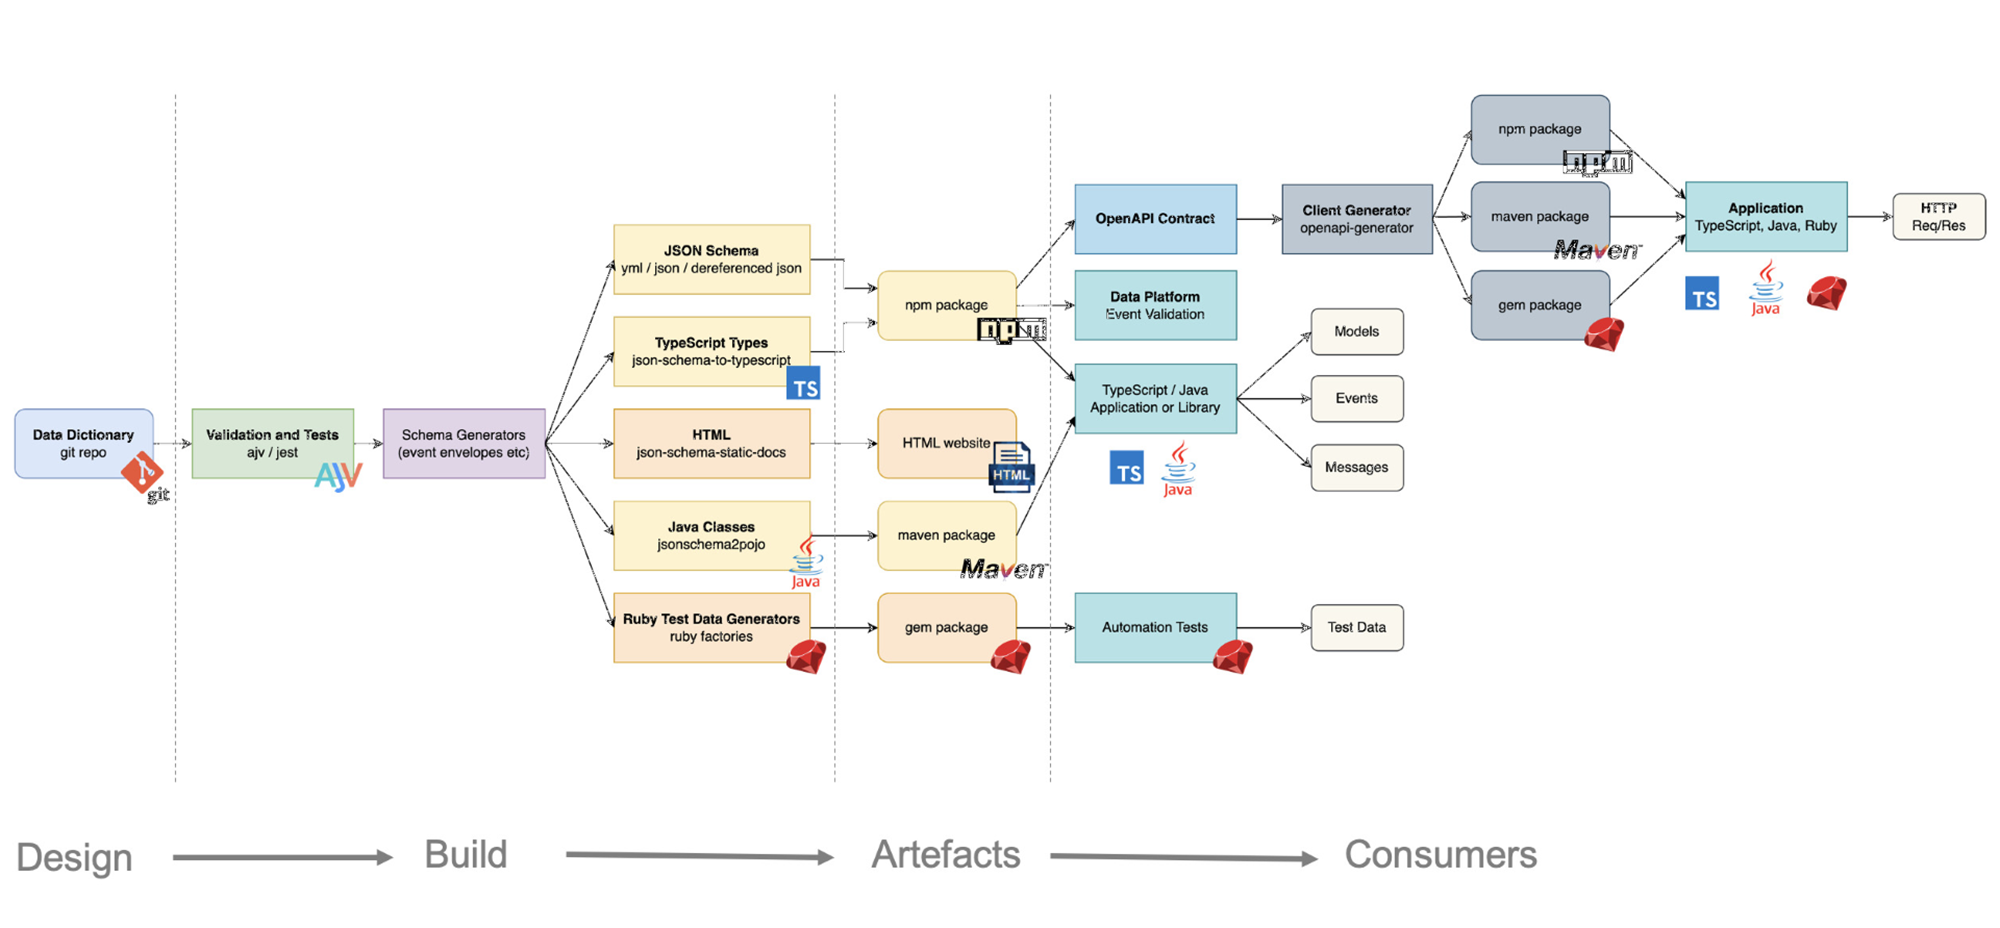 Data Dictionary
git repo
git
Validation and Tests
ajv / jest
AJV
Schema Generators
(event envelopes etc)
JSON Schema
yml / json / dereferenced json
TypeScript Types
json-schema-to-typescript
TS
HTML
json-schema-static-docs
Java Classes
jsonschema2pojo
Java
Ruby Test Data Generators
ruby factories
npm package
npm
HTML website
HTML
maven package
Maven™
gem package
OpenAPI Contract
Data Platform
Event Validation
TypeScript / Java
Application or Library
TS
Java
Automation Tests
Client Generator
openapi-generator
Models
Events
Messages
Test Data
npm package
npm
maven package
Maven™
gem package
Application
TypeScript, Java, Ruby
TS
Java
HTTP
Req/Res
Design
Build
Artefacts
Consumers